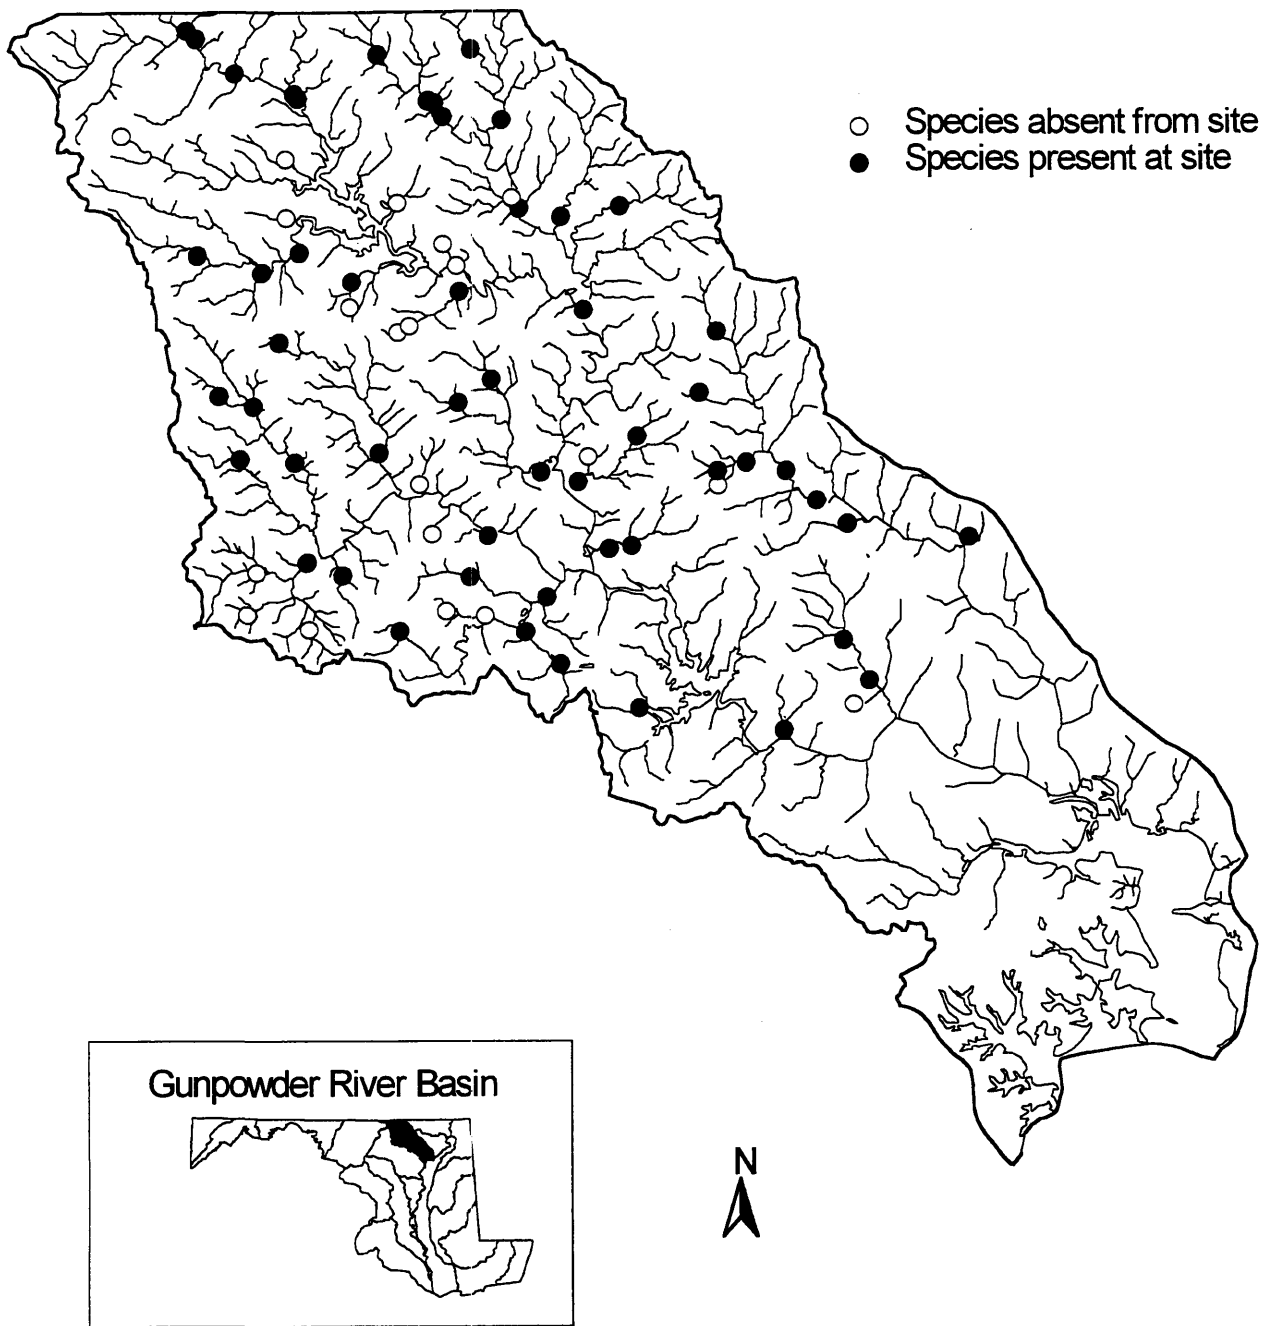 Species absent from site
Species present at site
Gunpowder River Basin
N